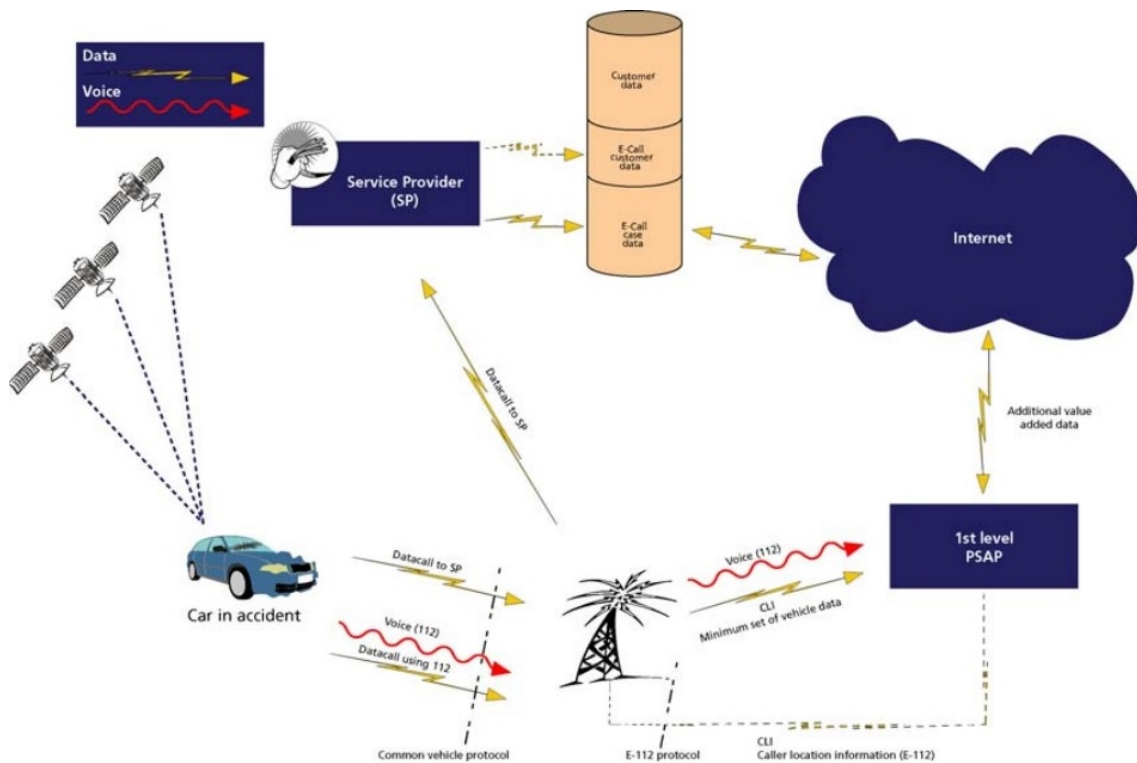 Data
Voice
Service Provider
(SP)
Customer
data
E-Call
customer
data
E-Call
case
data
Internet
Datacall to SP
Additional value
added data
1st level
PSAP
Car in accident
Datacall to SP
Voice (112)
Datacall using 112
Voice (112)
CLI
Minimum set of vehicle data
Common vehicle protocol
E-112 protocol
CLI
Caller location information (E-112)